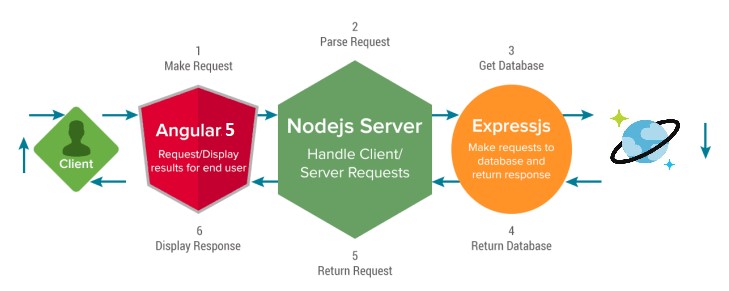 1
Make Request
2
Parse Request
3
Get Database
Client
Angular 5
Request/Display
results for end user
Nodejs Server
Handle Client/
Server Requests
Expressjs
Make requests to
database and
return response
6
Display Response
5
Return Request
4
Return Database